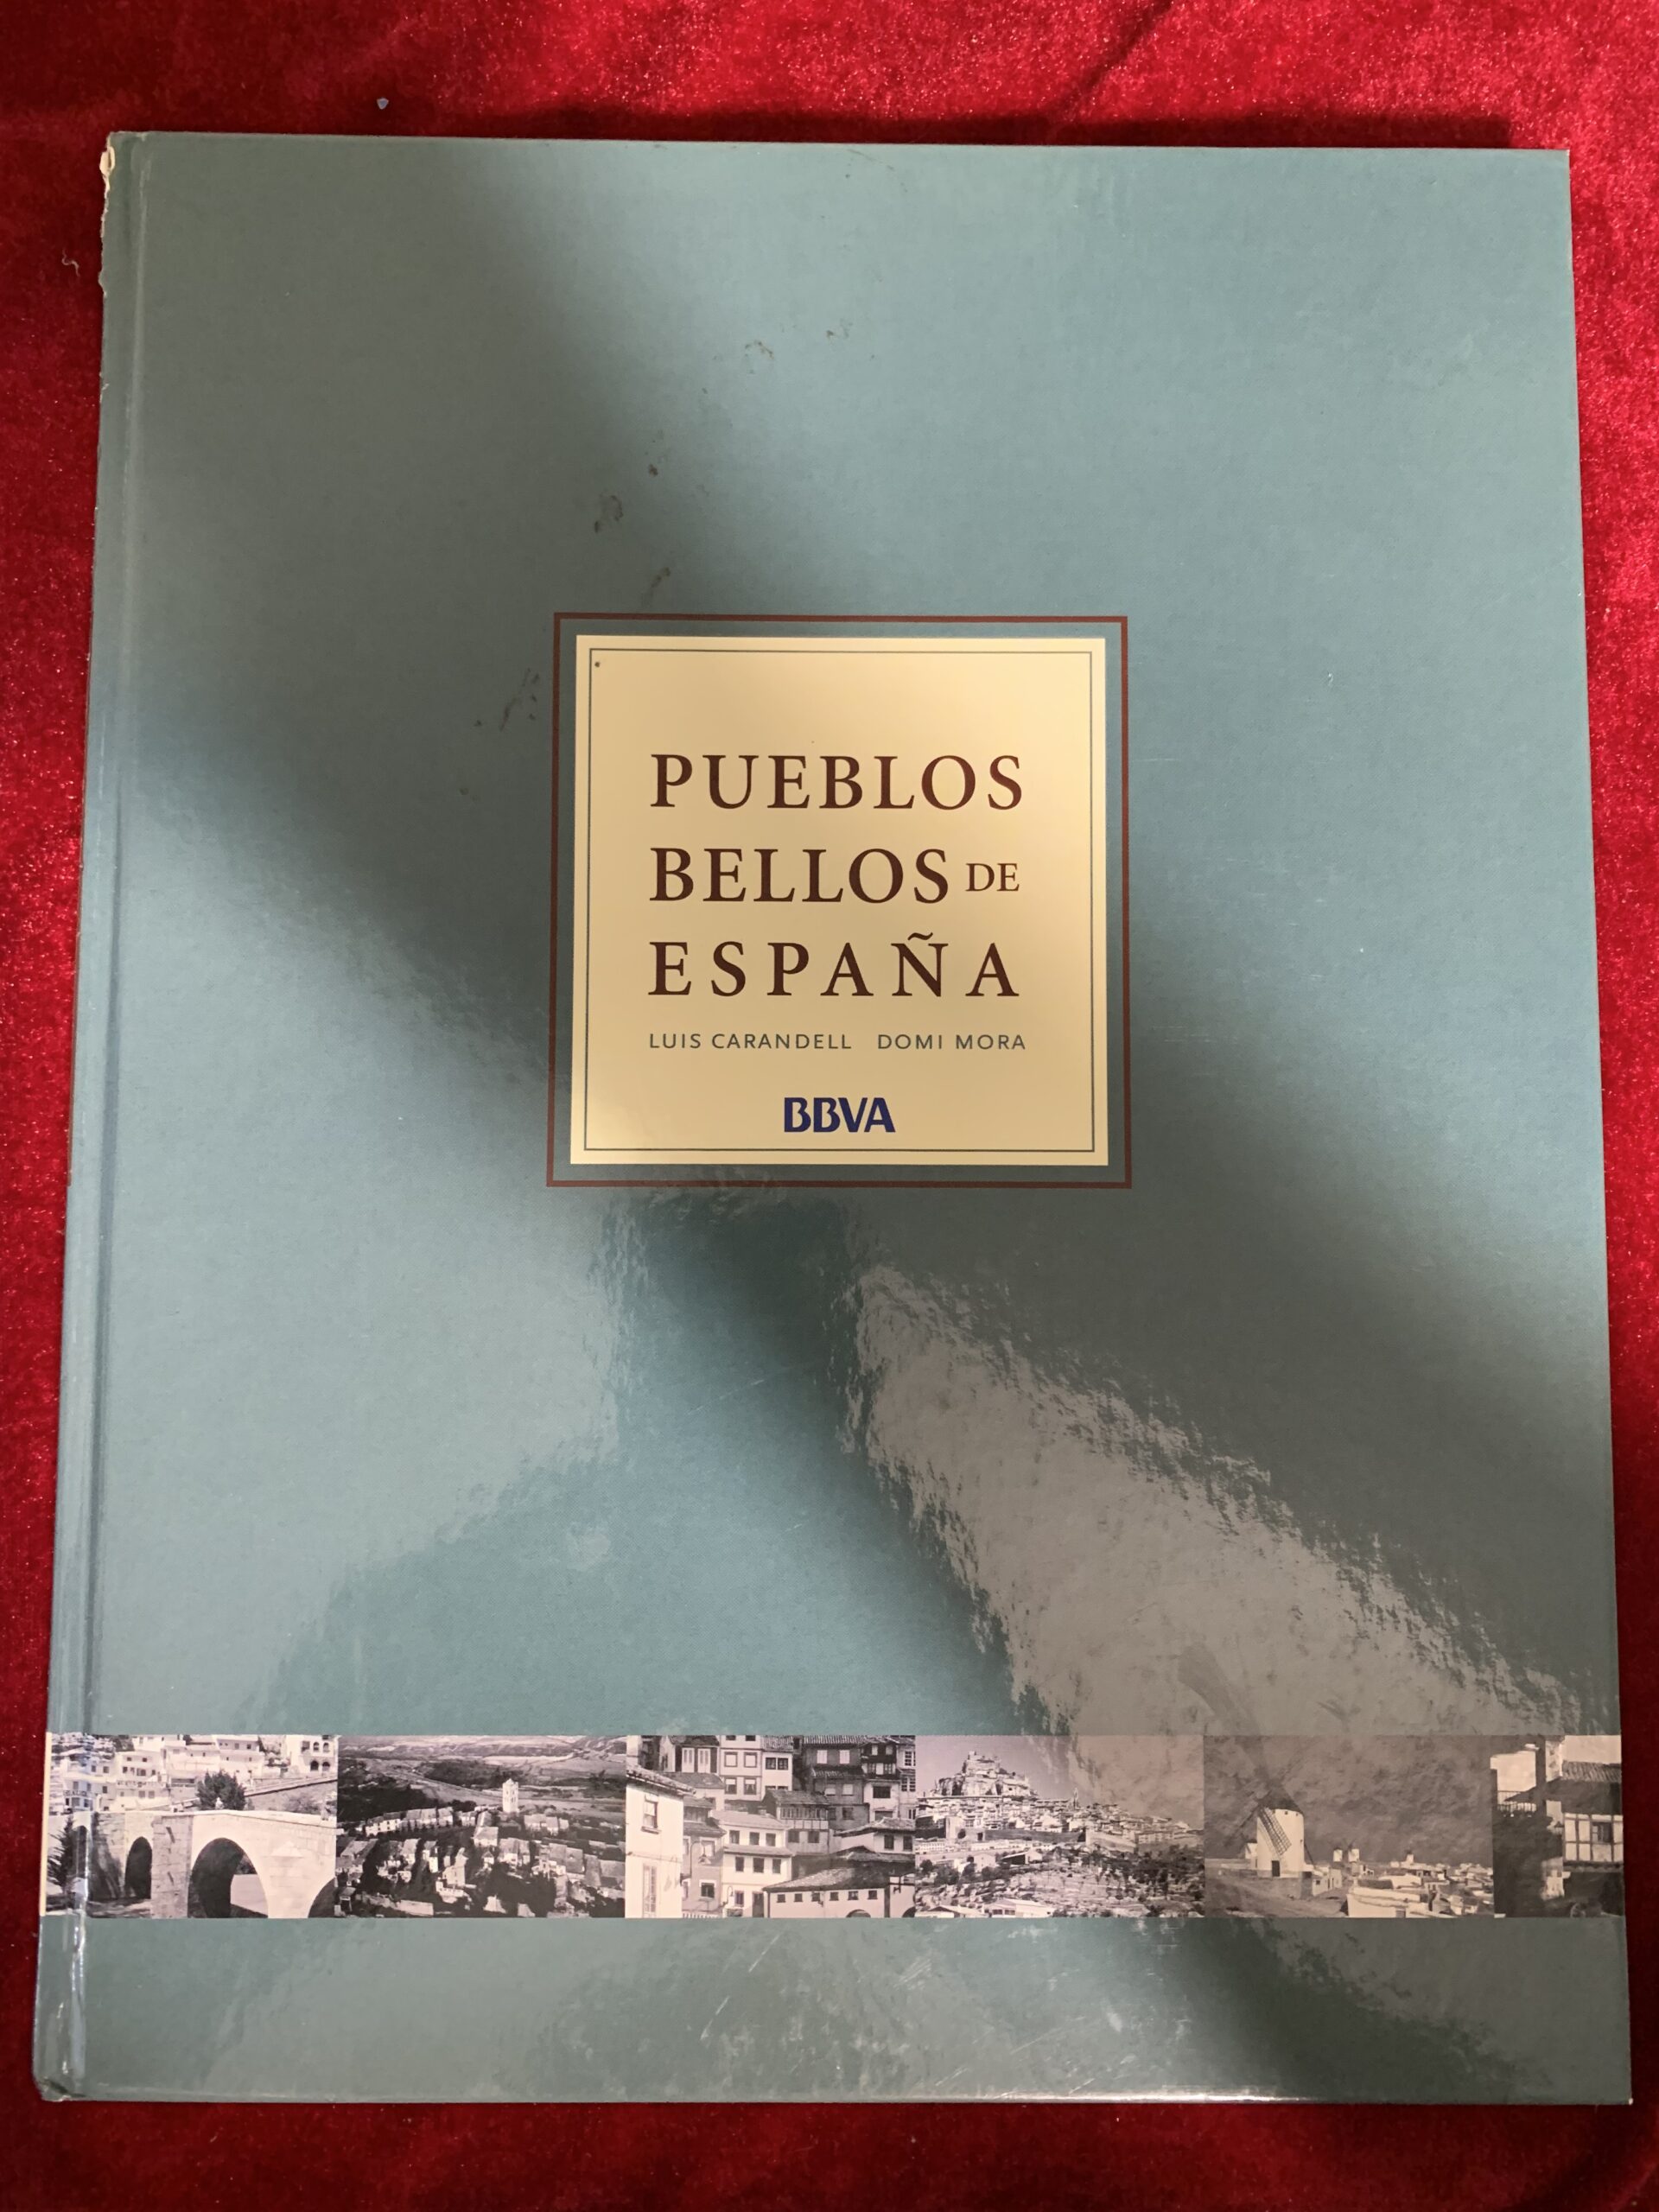 PUEBLOS
BELLOS DE
ESPAÑA
LUIS CARANDELL DOMI MORA
BBVA